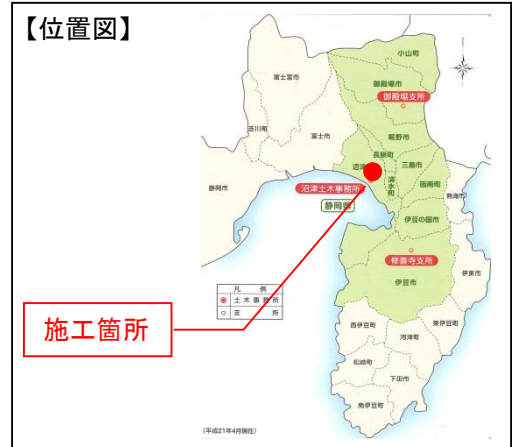 【位置図】
小山町
御殿場市
御殿場支所
富士宮市
裾野市
芝川町
富士市
長泉町
沼津
三島市
清水町
函南町
静岡市
沼津土木事務所
熱海市
静岡県
伊豆の国市
修善寺支所
伊東市
伊豆市
凡 例
土木事務所
支 所
施工箇所
西伊豆町
東伊豆町
河津町
松崎町
下田市
南伊豆町
(平成21年4月現在)